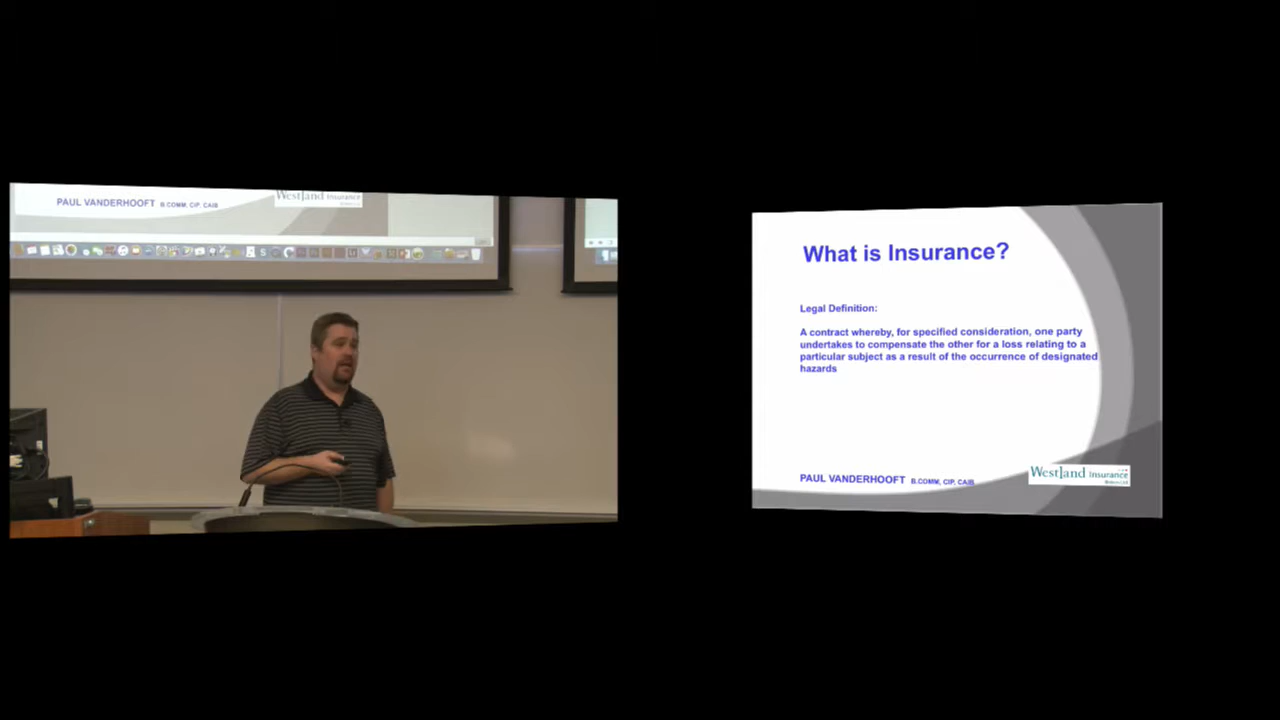 PAUL VANDERHOOFT B.COMM, CIP, CAIB
Westland Insurance
What is Insurance?
Legal Definition:
A contract whereby, for specified consideration, one party
undertakes to compensate the other for a loss relating to a
particular subject as a result of the occurrence of designated
hazards
PAUL VANDERHOOFT B.COMM, CIP, CAIB
Westland Insurance